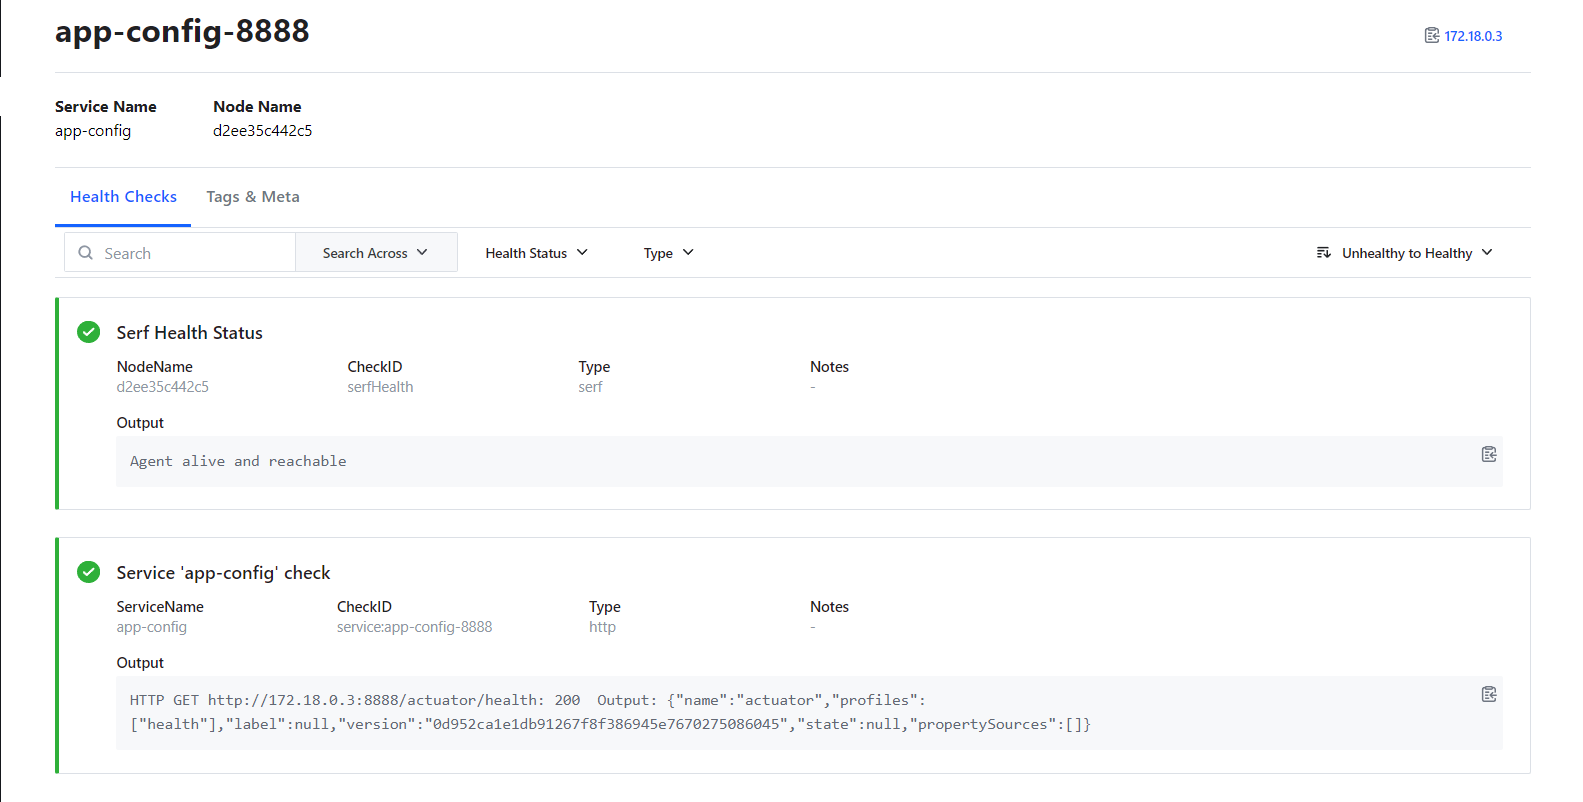 app-config-8888
172.18.0.3
Service Name
Node Name
app-config
d2ee35c442c5
Health Checks
Tags & Meta
Search
Search Across
Health Status
Type
Unhealthy to Healthy
Serf Health Status
NodeName
CheckID
Type
Notes
d2ee35c442c5
serfHealth
serf
-
Output
Agent alive and reachable
Service 'app-config' check
ServiceName
CheckID
Type
Notes
app-config
service:app-config-8888
http
-
Output
HTTP GET http://172.18.0.3:8888/actuator/health: 200  Output: {"name":"actuator","profiles":
["health"],"label":null,"version":"0d952ca1e1db91267f8f386945e7670275086045","state":null,"propertySources":[]}